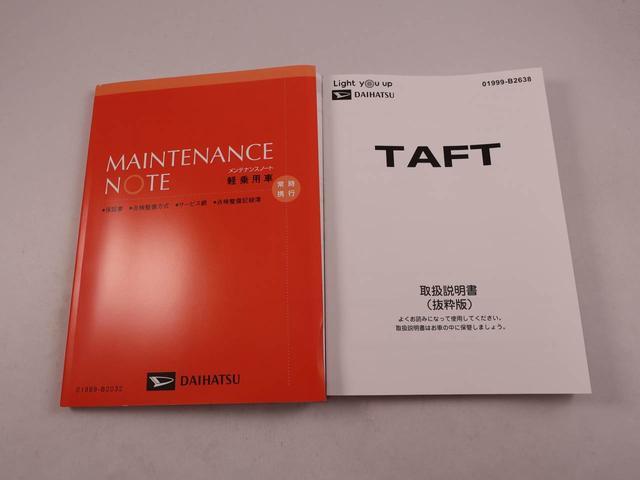 MAINTENANCE
NOTE
メンテナンスノート
軽乗用車
常時
携行
●保証書 ●点検整備方式 ●サービス網 ●点検整備記録簿
DAIHATSU
01999-B2032
Light you up
DAIHATSU
01999-B2638
TAFT
取扱説明書
(抜粋版)
よくお読みになって使用してください。
取扱説明書はお車の中に保管しましょう。